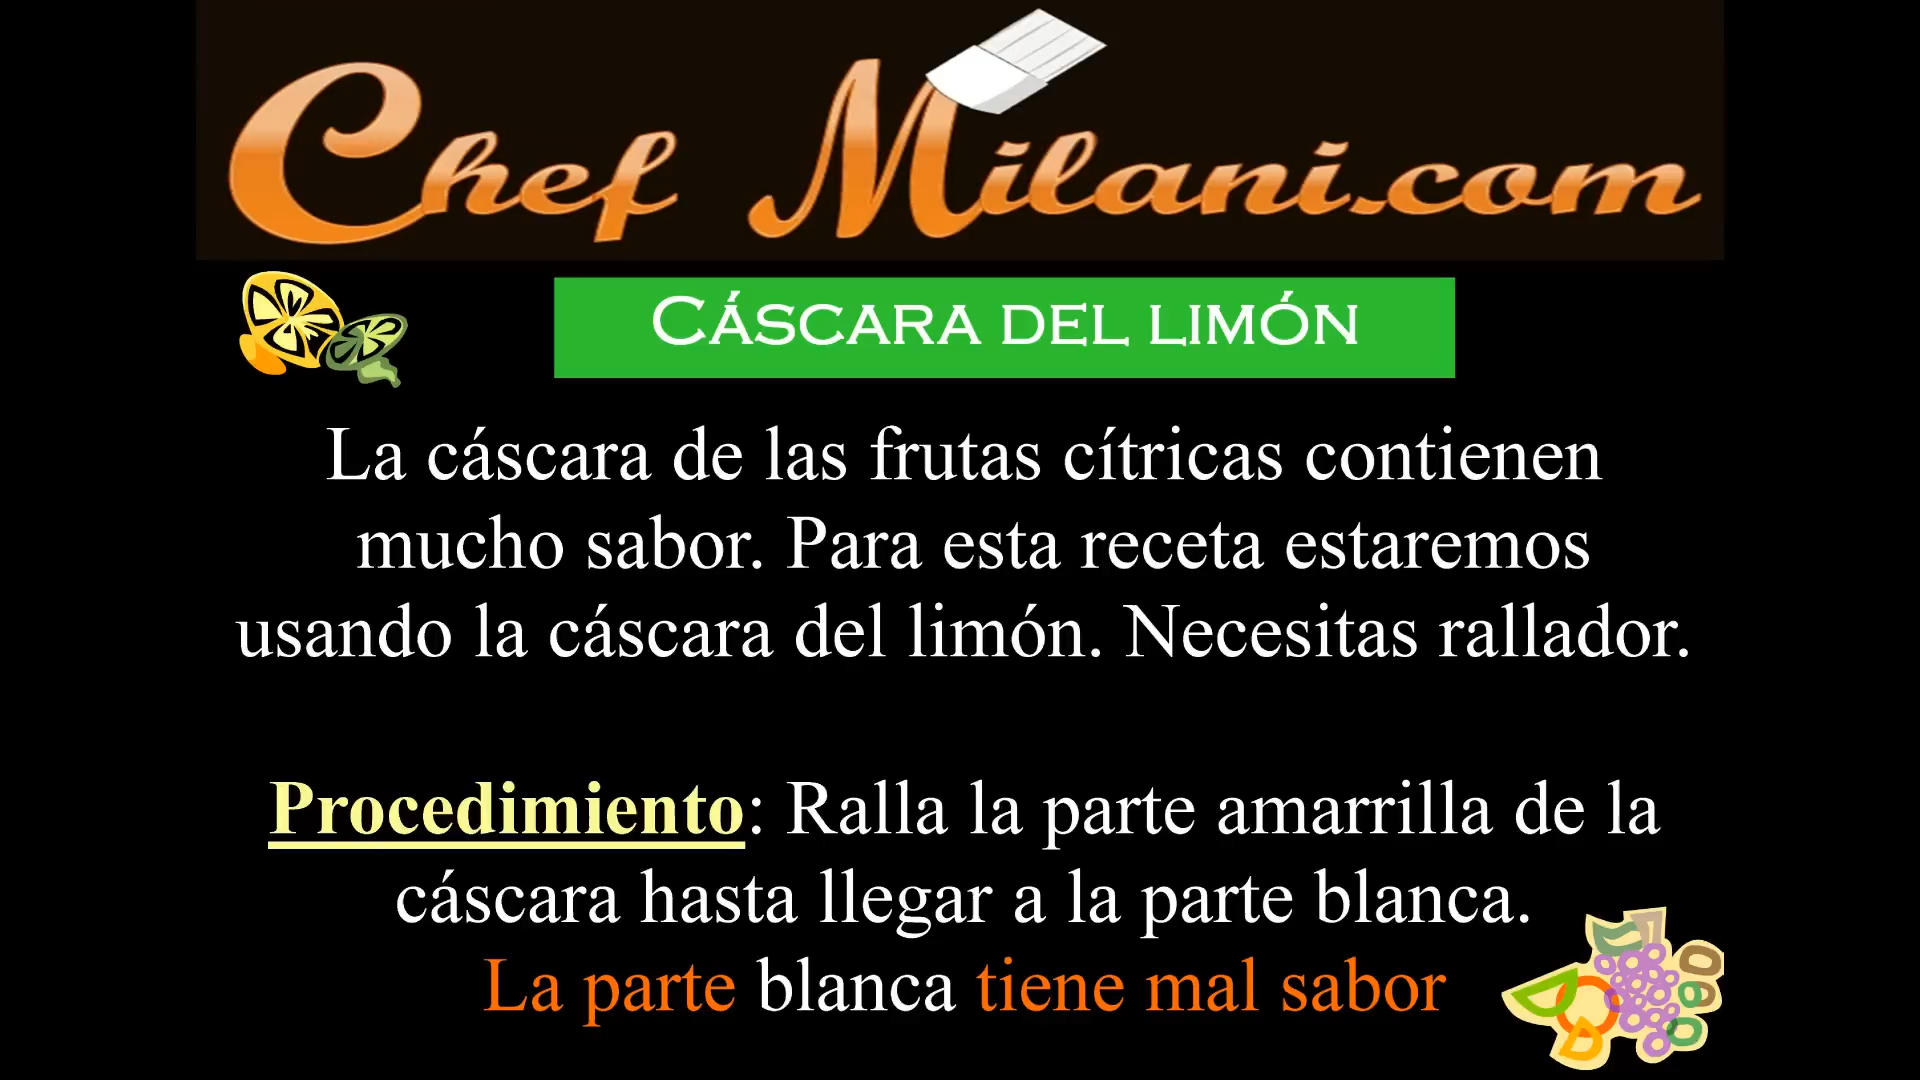 Chef Milani.com
CÁSCARA DEL LIMÓN
La cáscara de las frutas cítricas contienen
mucho sabor. Para esta receta estaremos
usando la cáscara del limón. Necesitas rallador.
Procedimiento: Ralla la parte amarrilla de la
cáscara hasta llegar a la parte blanca.
La parte blanca tiene mal sabor